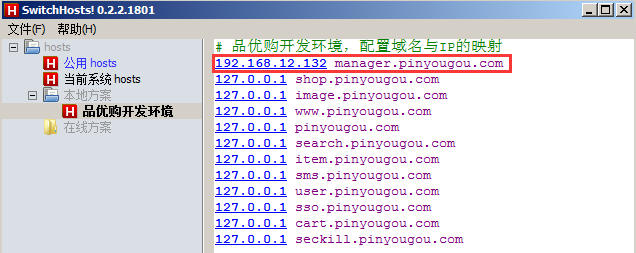 SwitchHosts! 0.2.2.1801
文件(F) 帮助(H)
hosts
公用 hosts
当前系统 hosts
本地方案
品优购开发环境
在线方案
# 品优购开发环境，配置域名与IP的映射
192.168.12.132 manager.pinyougou.com
127.0.0.1 shop.pinyougou.com
127.0.0.1 image.pinyougou.com
127.0.0.1 www.pinyougou.com
127.0.0.1 pinyougou.com
127.0.0.1 search.pinyougou.com
127.0.0.1 item.pinyougou.com
127.0.0.1 sms.pinyougou.com
127.0.0.1 user.pinyougou.com
127.0.0.1 sso.pinyougou.com
127.0.0.1 cart.pinyougou.com
127.0.0.1 seckill.pinyougou.com